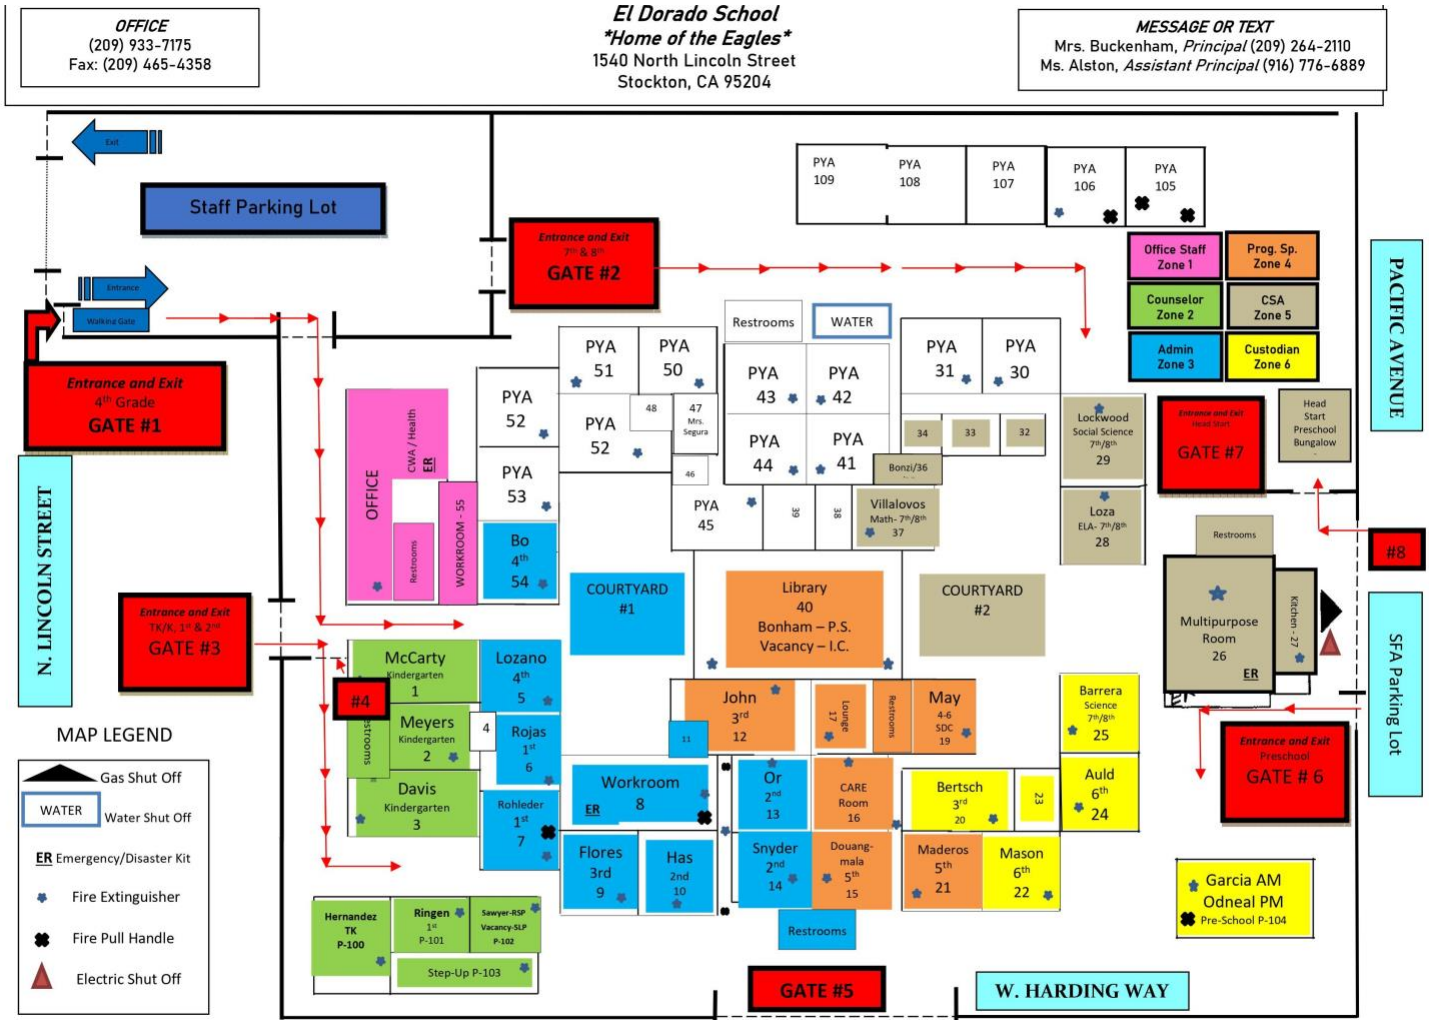 OFFICE
(209) 933-7175
Fax: (209) 465-4358
El Dorado School
*Home of the Eagles*
1540 North Lincoln Street
Stockton, CA 95204
MESSAGE OR TEXT
Mrs. Buckenham, Principal (209) 264-2110
Ms. Alston, Assistant Principal (916) 776-6889
Exit
Staff Parking Lot
Entrance
Walking Gate
Entrance and Exit
4th Grade
GATE #1
Entrance and Exit
7th & 8th
GATE #2
PYA
109
PYA
108
PYA
107
PYA
106
PYA
105
Office Staff
Zone 1
Prog. Sp.
Zone 4
Counselor
Zone 2
CSA
Zone 5
Admin
Zone 3
Custodian
Zone 6
PACIFIC AVENUE
Restrooms
WATER
PYA
51
PYA
50
PYA
52
PYA
52
48
47
Mrs.
Segura
46
PYA
53
PYA
43
PYA
42
PYA
44
PYA
41
PYA
45
39
38
PYA
31
PYA
30
34
33
32
Bonzi/36
Villalovos
Math- 7th/8th
37
Lockwood
Social Science
7th/8th
29
Loza
ELA- 7th/8th
28
Entrance and Exit
Head Start
GATE #7
Head
Start
Preschool
Bungalow
#8
OFFICE
CWA / Health
ER
Restrooms
WORKROOM - 55
Bo
4th
54
COURTYARD
#1
Library
40
Bonham – P.S.
Vacancy – I.C.
COURTYARD
#2
Restrooms
Multipurpose
Room
26
ER
Kitchen - 27
N. LINCOLN STREET
Entrance and Exit
TK/K, 1st & 2nd
GATE #3
#4
McCarty
Kindergarten
1
Meyers
Kindergarten
2
4
Davis
Kindergarten
3
Lozano
4th
5
Rojas
1st
6
Rohleder
1st
7
Workroom
8
ER
Flores
3rd
9
Has
2nd
10
11
John
3rd
12
Or
2nd
13
Snyder
2nd
14
Lounge
17
Restrooms
May
4-6
SDC
19
CARE
Room
16
Douang-
mala
5th
15
Bertsch
3rd
20
23
Maderos
5th
21
Mason
6th
22
Barrera
Science
7th/8th
25
Auld
6th
24
SFA Parking Lot
Entrance and Exit
Preschool
GATE # 6
Garcia AM
Odneal PM
Pre-School P-104
Restrooms
Hernandez
TK
P-100
Ringen
1st
P-101
Sawyer-RSP
Vacancy-SLP
P-102
Step-Up P-103
GATE #5
W. HARDING WAY
MAP LEGEND
Gas Shut Off
WATER
Water Shut Off
ER Emergency/Disaster Kit
Fire Extinguisher
Fire Pull Handle
Electric Shut Off